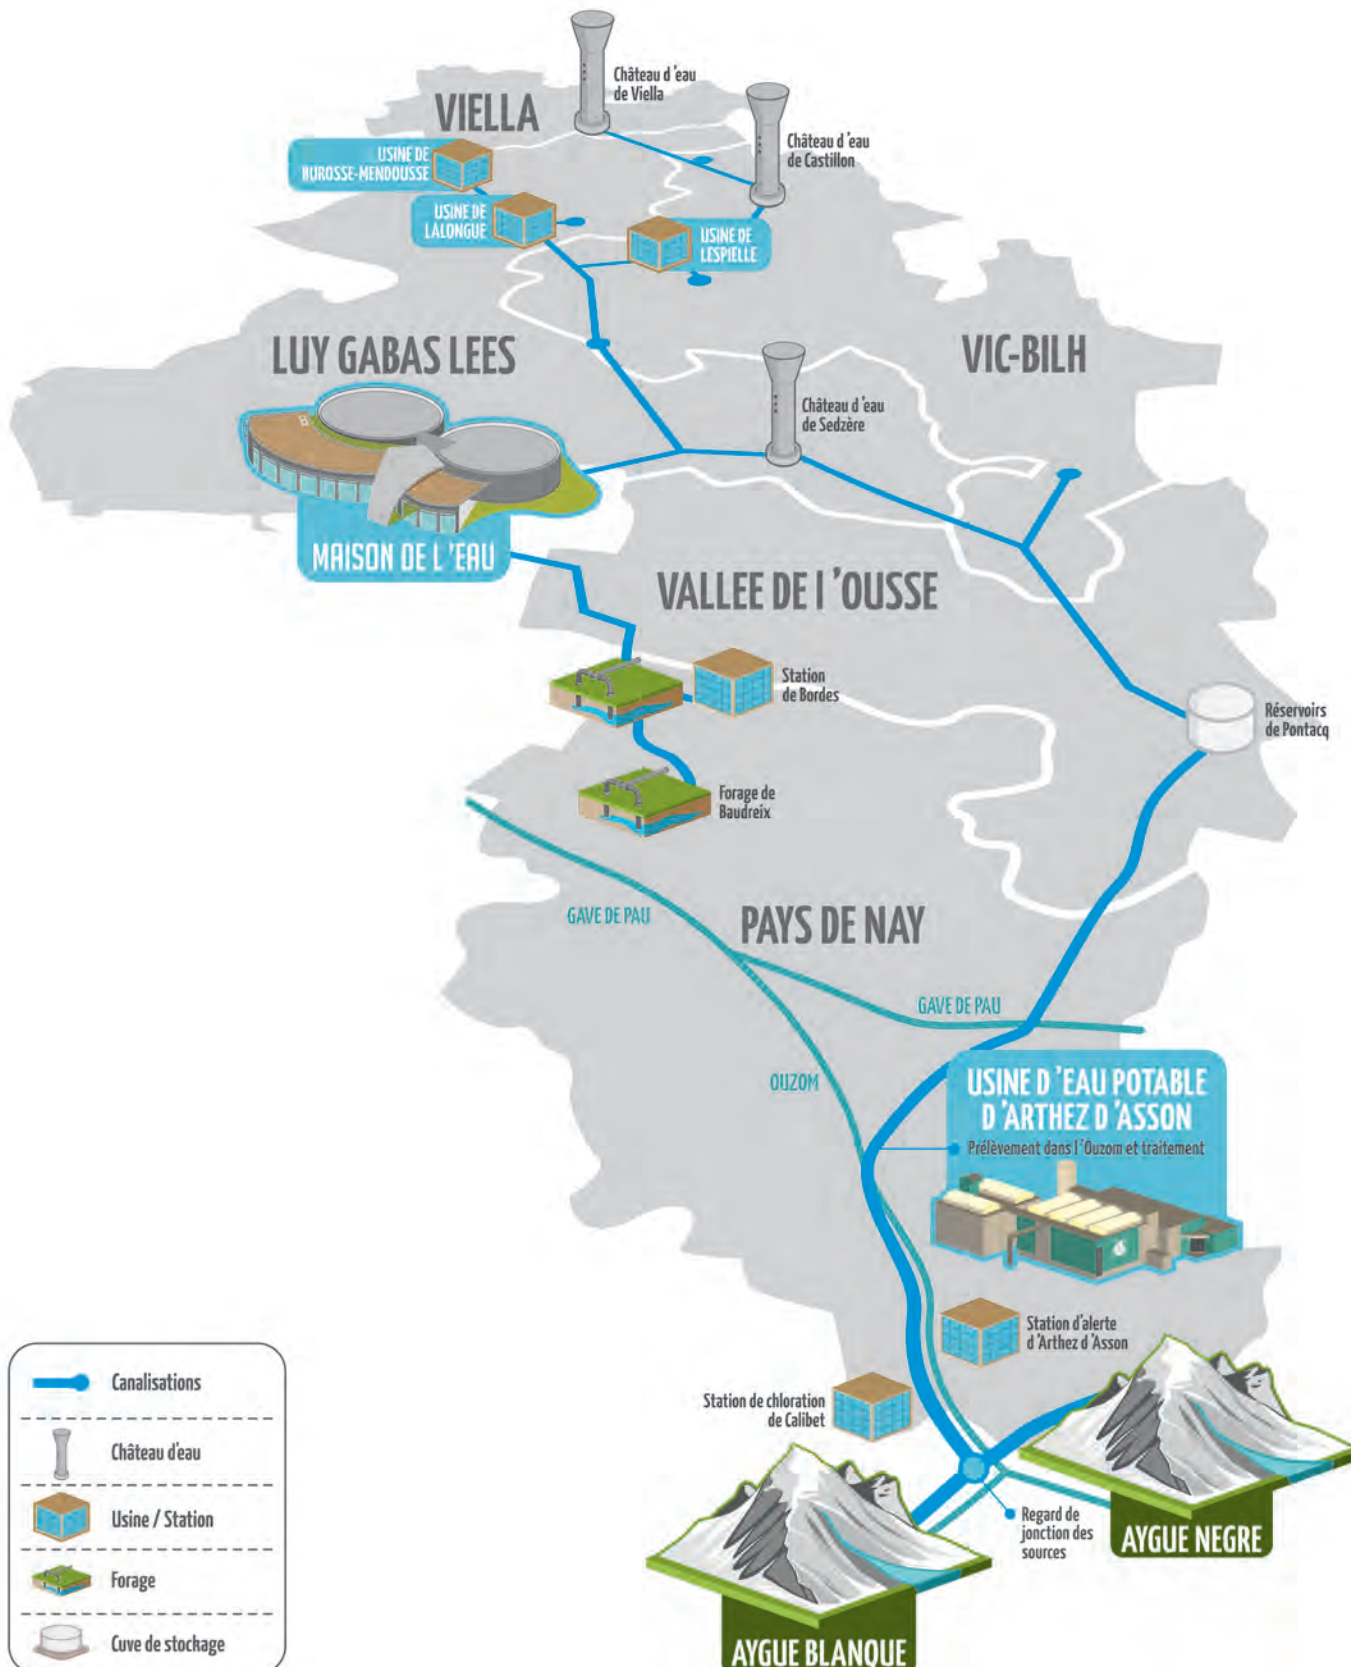 Château d'eau
de Viella
VIELLA
Château d'eau
de Castillon
USINE DE
BUROSSE-MENDOUSSE
USINE DE
LALONGUE
USINE DE
LESPIELLE
LUY GABAS LEES
VIC-BILH
Château d'eau
de Sedzère
MAISON DE L'EAU
VALLEE DE l'OUSSE
Station
de Bordes
Réservoirs
de Pontacq
Forage de
Baudreix
GAVE DE PAU
PAYS DE NAY
GAVE DE PAU
OUZOM
USINE D'EAU POTABLE
D'ARTHEZ D'ASSON
Prélèvement dans l'Ouzom et traitement
Station d'alerte
d'Arthez d'Asson
Station de chloration
de Calibet
Regard de
jonction des
sources
AYGUE NEGRE
AYGUE BLANQUE
Canalisations
Château d'eau
Usine / Station
Forage
Cuve de stockage